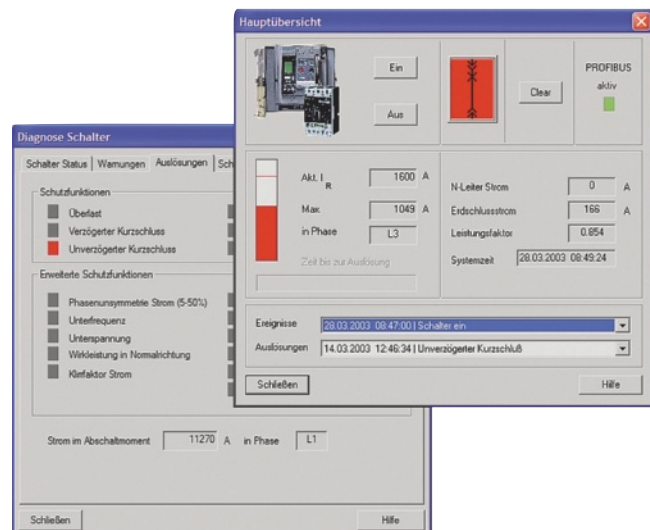 Hauptübersicht
Ein
Aus
Clear
PROFIBUS
aktiv
Akt. I R 1600 A
Max. 1049 A
in Phase L3
Zeit bis zur Auslösung
N-Leiter Strom 0 A
Erdschlussstrom 166 A
Leistungsfaktor 0.854
Systemzeit 28.03.2003 08:49:24
Ereignisse 28.03.2003 08:47:00 | Schalter ein
Auslösungen 14.03.2003 12:46:34 | Unverzögerter Kurzschluß
Schließen Hilfe
Diagnose Schalter
Schalter Status Warnungen Auslösungen Sch
Schutzfunktionen
Überlast
Verzögerter Kurzschluss
Unverzögerter Kurzschluss
Erweiterte Schutzfunktionen
Phasenunsymmetrie Strom (5-50%)
Unterfrequenz
Unterspannung
Wirkleistung in Normalrichtung
Klirrfaktor Strom
Strom im Abschaltmoment 11270 A in Phase L1
Schließen Hilfe